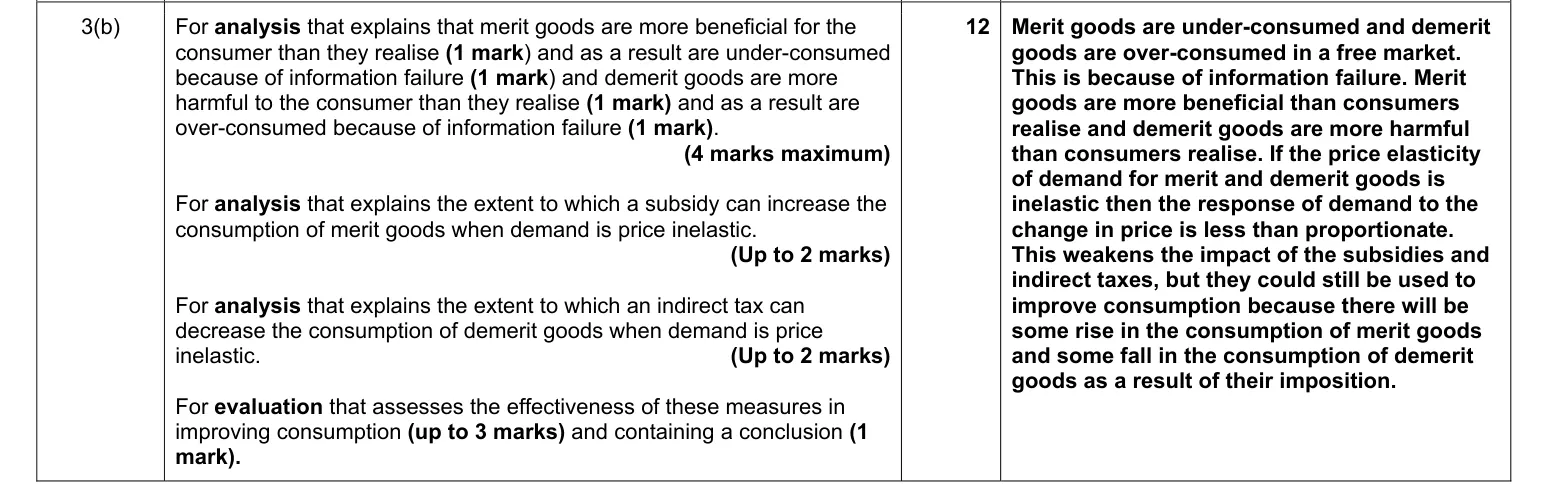 3(b)
For analysis that explains that merit goods are more beneficial for the
consumer than they realise (1 mark) and as a result are under-consumed
because of information failure (1 mark) and demerit goods are more
harmful to the consumer than they realise (1 mark) and as a result are
over-consumed because of information failure (1 mark).
(4 marks maximum)
For analysis that explains the extent to which a subsidy can increase the
consumption of merit goods when demand is price inelastic.
(Up to 2 marks)
For analysis that explains the extent to which an indirect tax can
decrease the consumption of demerit goods when demand is price
inelastic. (Up to 2 marks)
For evaluation that assesses the effectiveness of these measures in
improving consumption (up to 3 marks) and containing a conclusion (1
mark).
12
Merit goods are under-consumed and demerit
goods are over-consumed in a free market.
This is because of information failure. Merit
goods are more beneficial than consumers
realise and demerit goods are more harmful
than consumers realise. If the price elasticity
of demand for merit and demerit goods is
inelastic then the response of demand to the
change in price is less than proportionate.
This weakens the impact of the subsidies and
indirect taxes, but they could still be used to
improve consumption because there will be
some rise in the consumption of merit goods
and some fall in the consumption of demerit
goods as a result of their imposition.